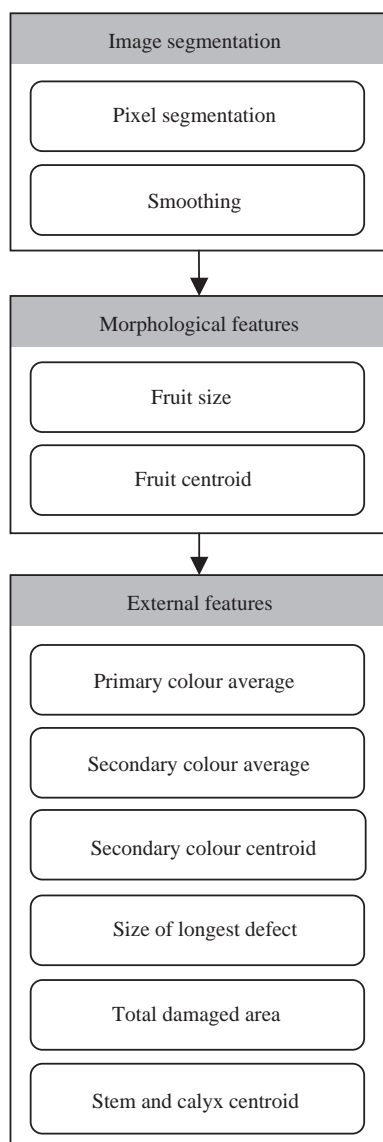 Image segmentation
Pixel segmentation
Smoothing
Morphological features
Fruit size
Fruit centroid
External features
Primary colour average
Secondary colour average
Secondary colour centroid
Size of longest defect
Total damaged area
Stem and calyx centroid